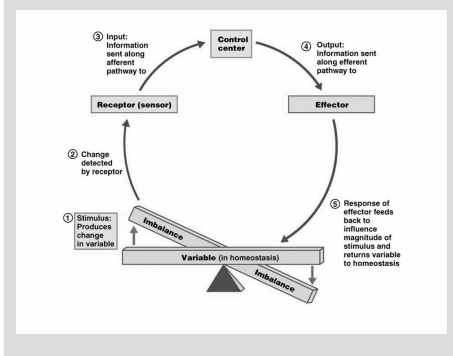 Control
center
③ Input:
Information
sent along
afferent
pathway to
④ Output:
Information sent
along efferent
pathway to
Receptor (sensor)
Effector
② Change
detected
by receptor
① Stimulus:
Produces
change
in variable
Imbalance
Variable (in homeostasis)
Imbalance
⑤ Response of
effector feeds
back to
influence
magnitude of
stimulus and
returns variable
to homeostasis